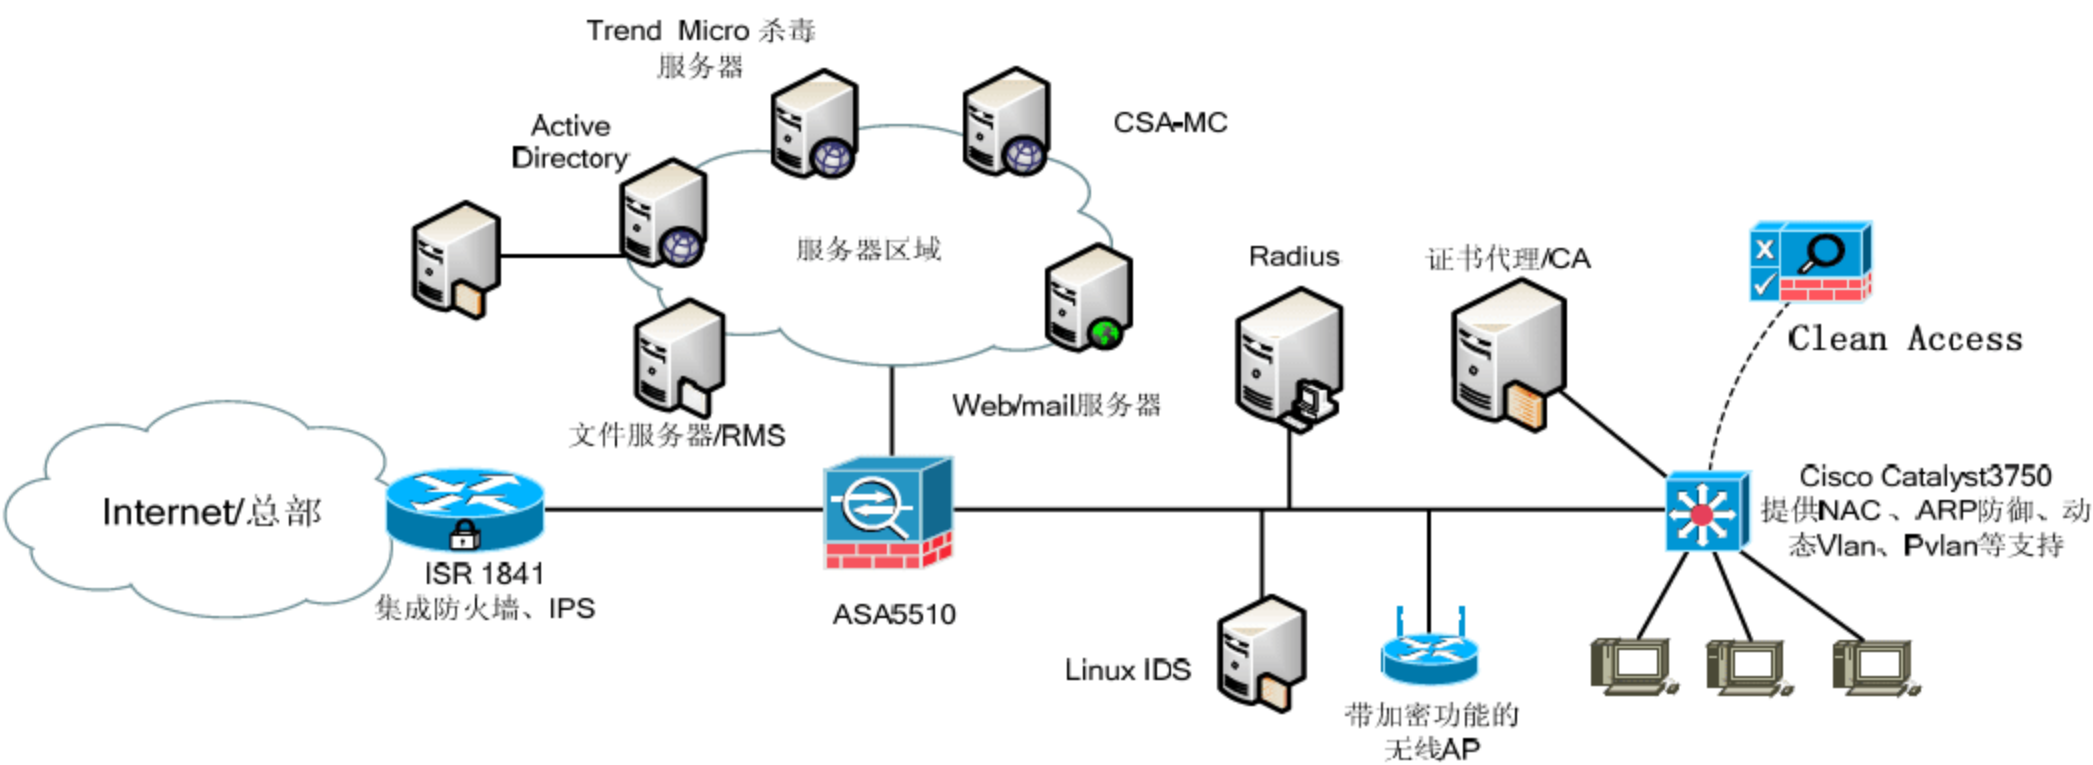 Trend Micro 杀毒
服务器
CSA-MC
Active
Directory
服务器区域
Radius
证书代理/CA
Clean Access
Web/mail服务器
文件服务器/RMS
Internet/总部
Cisco Catalyst3750
提供NAC、ARP防御、动
态Vlan、Pvlan等支持
ISR 1841
集成防火墙、IPS
ASA5510
Linux IDS
带加密功能的
无线AP